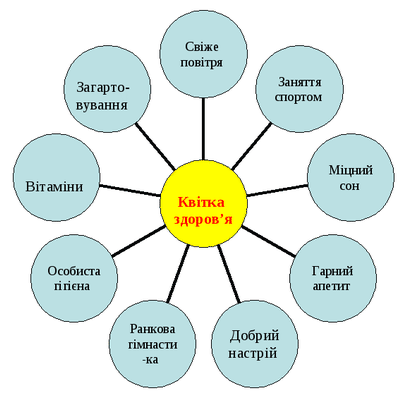 Свіже
повітря
Заняття
спортом
Міцний
сон
Гарний
апетит
Добрий
настрій
Ранкова
гімнасти
-ка
Особиста
гігієна
Вітаміни
Загарто-
вування
Квітка
здоров’я